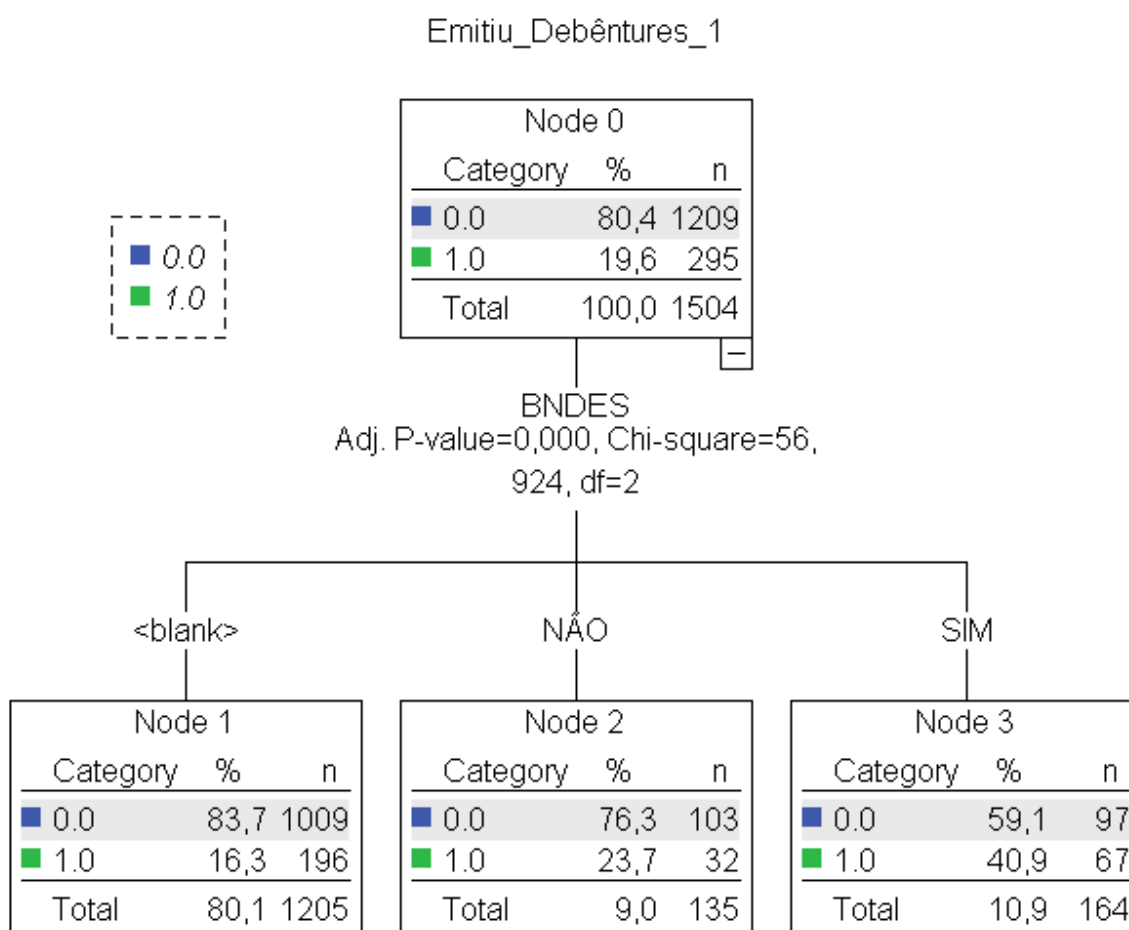 Emitiu_Debêntures_1
Node 0
Category % n
0.0 80,4 1209
1.0 19,6 295
Total 100,0 1504
0.0
1.0
BNDES
Adj. P-value=0,000, Chi-square=56,
924, df=2
<blank>
NÃO
SIM
Node 1
Category % n
0.0 83,7 1009
1.0 16,3 196
Total 80,1 1205
Node 2
Category % n
0.0 76,3 103
1.0 23,7 32
Total 9,0 135
Node 3
Category % n
0.0 59,1 97
1.0 40,9 67
Total 10,9 164